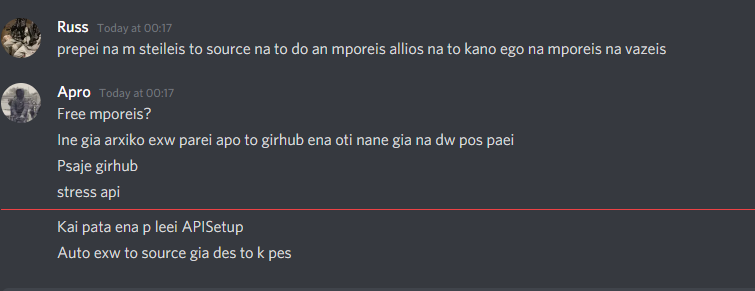 Russ Today at 00:17
prepei na m steileis to source na to do an mporeis allios na to kano ego na mporeis na vazeis
Apro Today at 00:17
Free mporeis?
Ine gia arxiko exw parei apo to girhub ena oti nane gia na dw pos paei
Psaje girhub
stress api
Kai pata ena p leei APISetup
Auto exw to source gia des to k pes